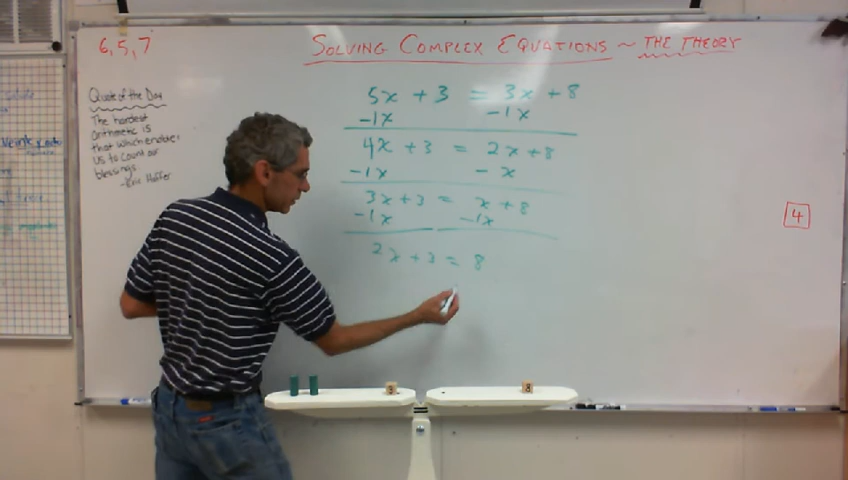 6, 5, 7
SOLVING COMPLEX EQUATIONS ~ THE THEORY
Quote of the Day
The hardest
arithmetic is
that which enables
us to count our
blessings
-Eric Hoffer
5x + 3 = 3x + 8
-1x -1x
4x + 3 = 2x + 8
-1x - x
3x + 3 = x + 8
-1x -1x
2x + 3 = 8
4
3
8